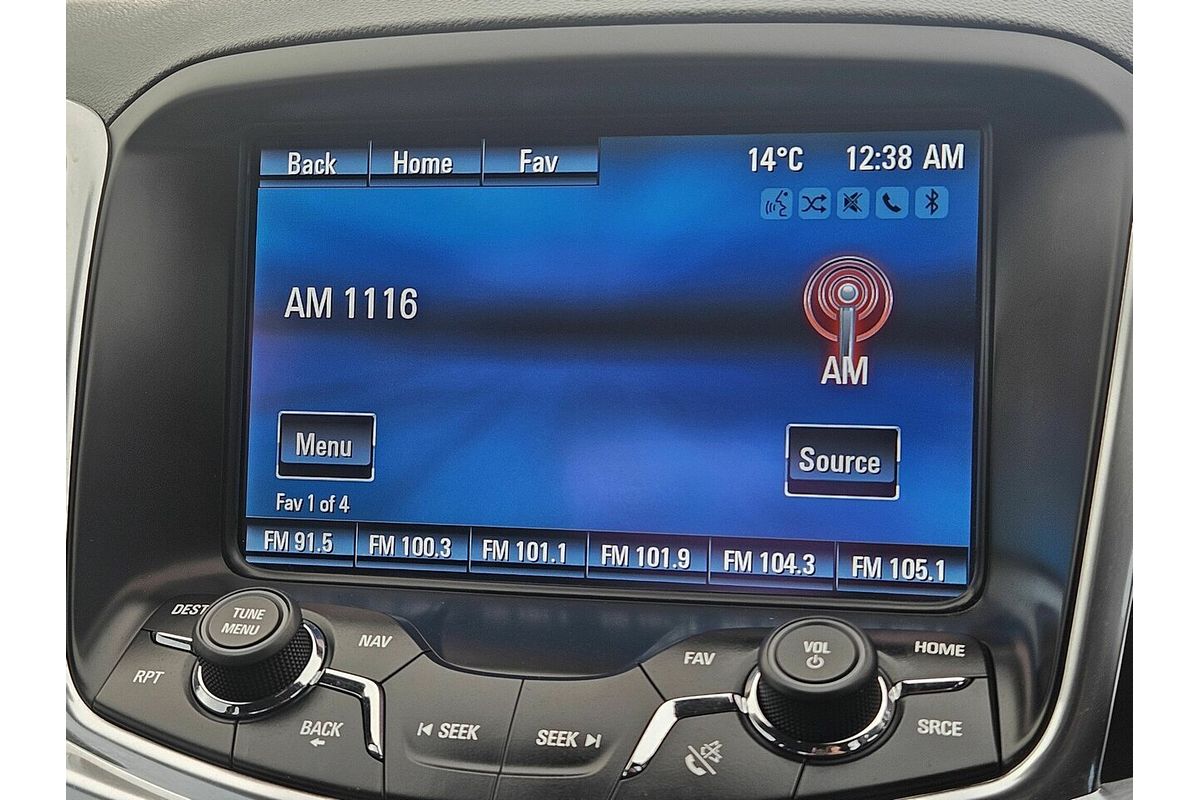 Back Home Fav 14°C 12:38 AM
AM 1116
AM
Menu
Source
Fav 1 of 4
FM 91.5 FM 100.3 FM 101.1 FM 101.9 FM 104.3 FM 105.1
DEST
TUNE
MENU
NAV
RPT
BACK
SEEK
SEEK
FAV
VOL
HOME
SRCE